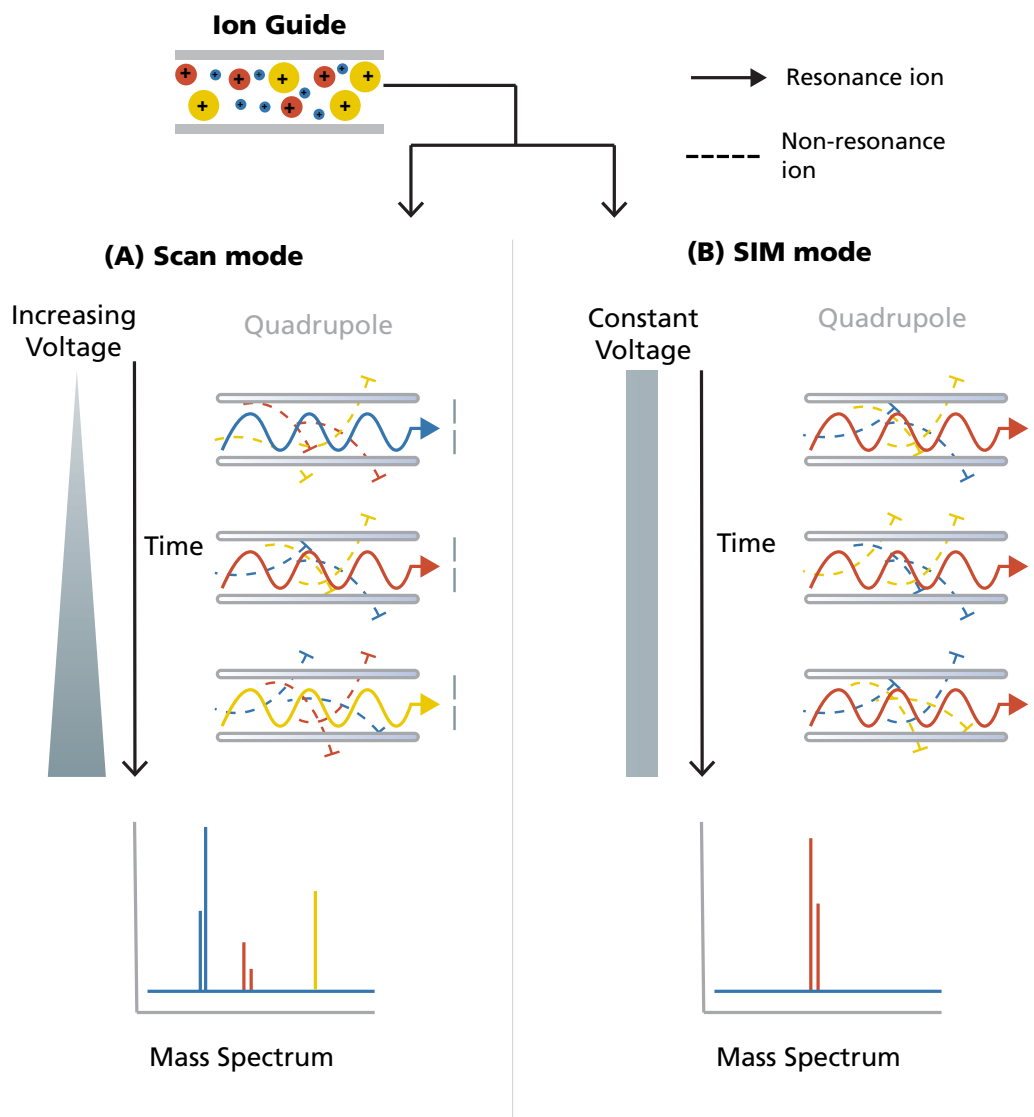 Ion Guide
Resonance ion
Non-resonance
ion
(A) Scan mode
Increasing
Voltage
Quadrupole
Time
Mass Spectrum
(B) SIM mode
Constant
Voltage
Quadrupole
Time
Mass Spectrum